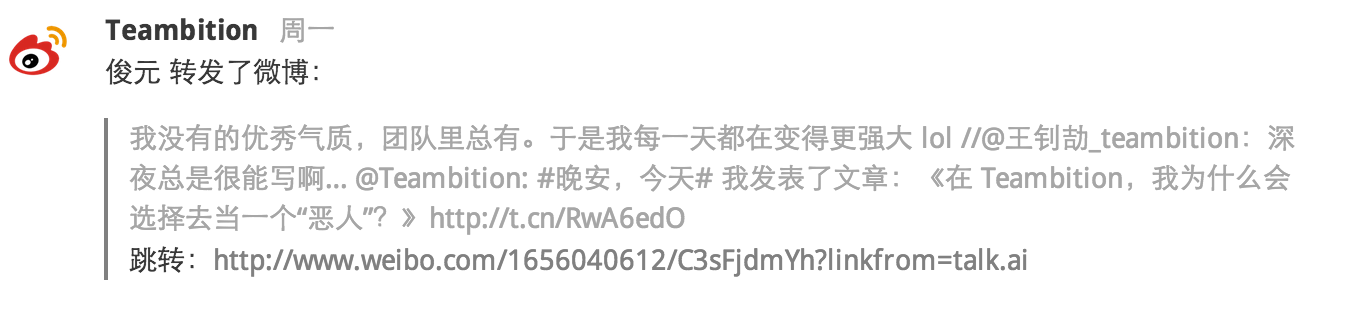 Teambition 周一
俊元 转发了微博：
我没有的优秀气质，团队里总有。于是我每一天都在变得更强大 lol //@王钊劼_teambition：深
夜总是很能写啊... @Teambition: #晚安，今天# 我发表了文章：《在 Teambition，我为什么会
选择去当一个“恶人”？》http://t.cn/RwA6edO
跳转：http://www.weibo.com/1656040612/C3sFjdmYh?linkfrom=talk.ai